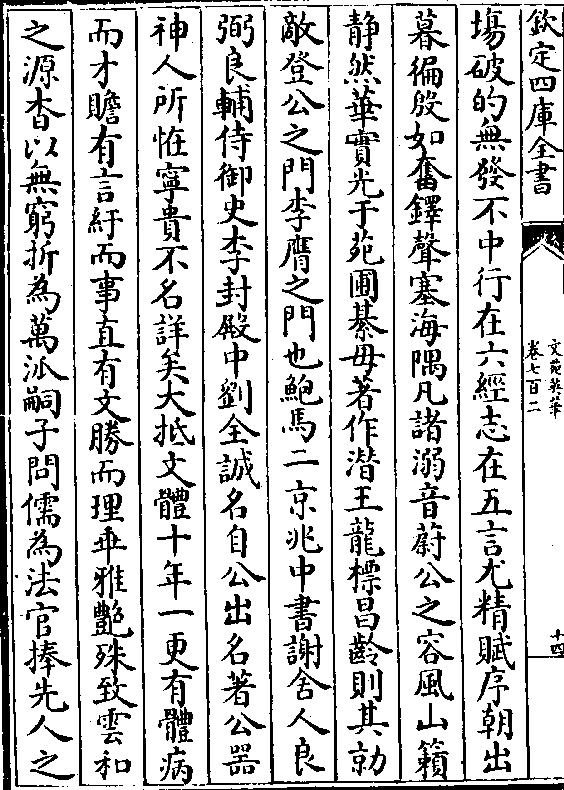 欽定四庫全書
文苑英華
卷七百二
十四
塲破的無發不中行在六經志在五言尤精賦序朝出
暮徧殷如奮鐸聲塞海隅凡諸溺音蔚公之容風山籟
静然華實光于苑圃綦毋著作潜王龍標昌齡則其勍
敵登公之門李膺之門也鮑馬二京兆中書謝舍人良
弼良輔侍御史李封殿中劉全誠名自公出名著公器
神人所恠寧貴不名詳矣大抵文體十年一更有體病
而才贍有言紆而事直有文勝而理乖雅艷殊致雲和
之源杳以無窮折為萬泒嗣子問儒為法官捧先人之